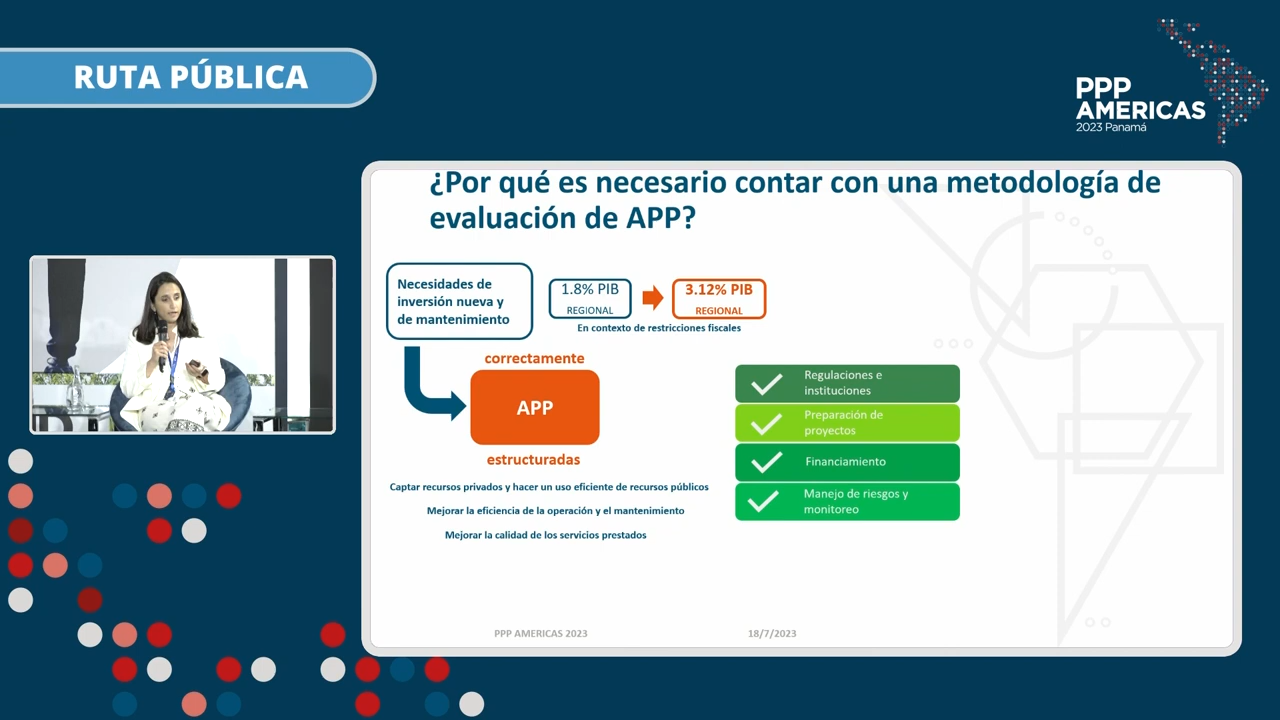 RUTA PÚBLICA
PPP
AMERICAS
2023 Panamá
¿Por qué es necesario contar con una metodología de
evaluación de APP?
Necesidades de
inversión nueva y
de mantenimiento
1.8% PIB
REGIONAL
3.12% PIB
REGIONAL
En contexto de restricciones fiscales
correctamente
APP
estructuradas
Captar recursos privados y hacer un uso eficiente de recursos públicos
Mejorar la eficiencia de la operación y el mantenimiento
Mejorar la calidad de los servicios prestados
Regulaciones e
instituciones
Preparación de
proyectos
Financiamiento
Manejo de riesgos y
monitoreo
PPP AMERICAS 2023
18/7/2023